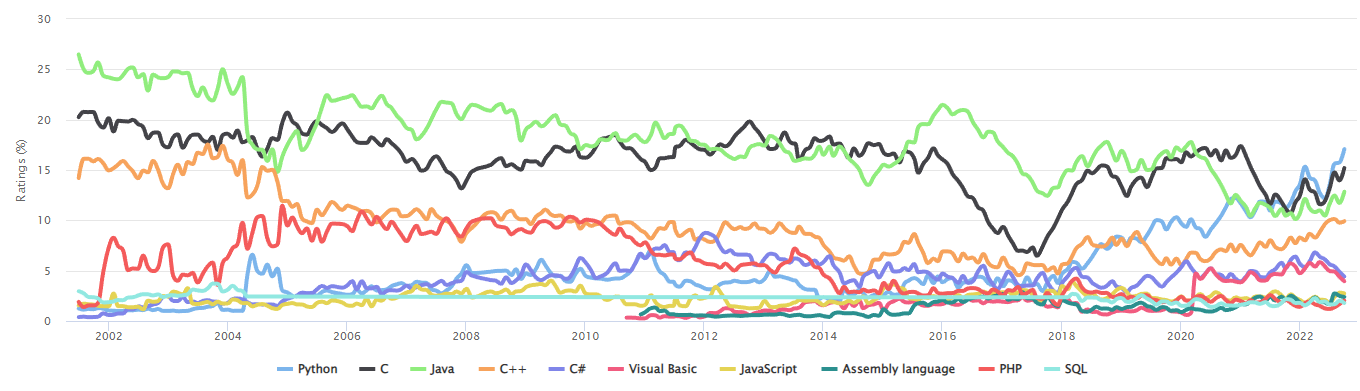 30
25
20
15
10
5
0
Ratings (%)
2002 2004 2006 2008 2010 2012 2014 2016 2018 2020 2022
Python C Java C++ C# Visual Basic JavaScript Assembly language PHP SQL